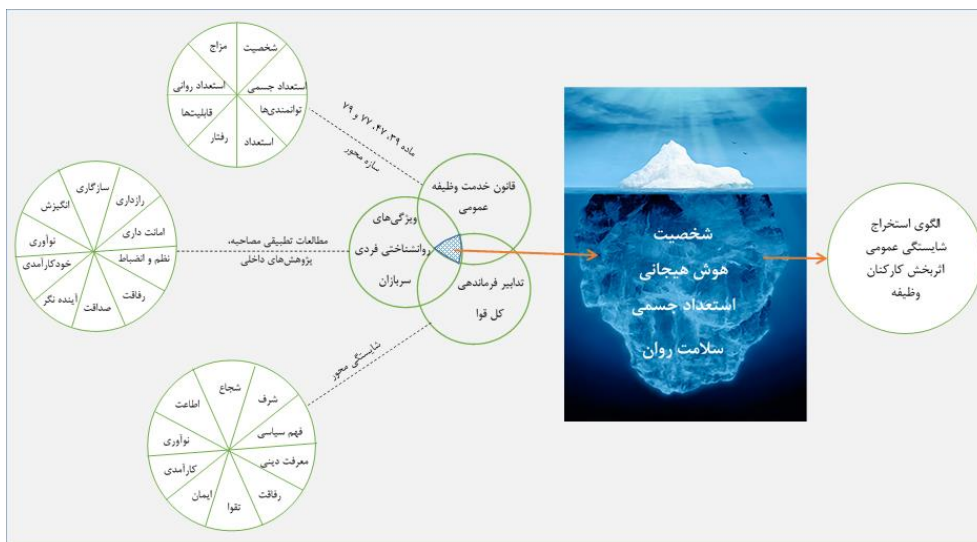 مزاج
شخصیت
استعداد روانی
استعداد جسمی
قابلیت‌ها
توانمندی‌ها
رفتار
استعداد
ماده ۳۹، ۴۷، ۷۷ و ۷۹
سازه محور
قانون خدمت وظیفه
عمومی
ویژگی‌های
روانشناختی فردی
سربازان
تدابیر فرماندهی
کل قوا
سازگاری
رازداری
انگیزش
امانت داری
نوآوری
نظم و انضباط
خودکارآمدی
رفاقت
آینده نگر
صداقت
مطالعات تطبیقی مصاحبه،
پژوهش‌های داخلی
شایستگی محور
شجاع
شرف
اطاعت
فهم سیاسی
نوآوری
معرفت دینی
کارآمدی
رفاقت
ایمان
تقوا
شخصیت
هوش هیجانی
استعداد جسمی
سلامت روان
الگوی استخراج
شایستگی عمومی
اثربخش کارکنان
وظیفه